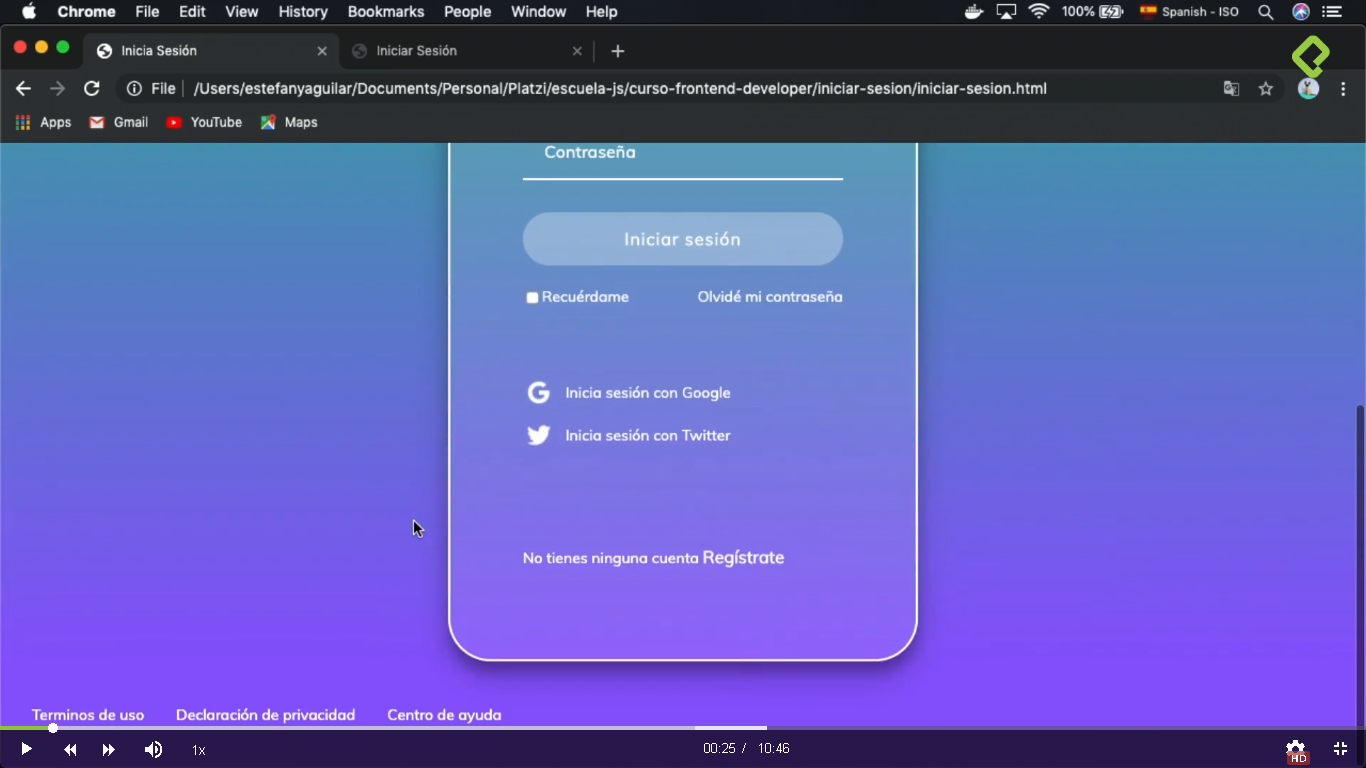 Chrome File Edit View History Bookmarks People Window Help 100% Spanish - ISO
Inicia Sesión Iniciar Sesión
File /Users/estefanyaguilar/Documents/Personal/Platzi/escuela-js/curso-frontend-developer/iniciar-sesion/iniciar-sesion.html
Apps Gmail YouTube Maps
Contraseña
Iniciar sesión
Recuérdame Olvidé mi contraseña
Inicia sesión con Google
Inicia sesión con Twitter
No tienes ninguna cuenta Regístrate
Terminos de uso Declaración de privacidad Centro de ayuda
1x 00:25 / 10:46 HD